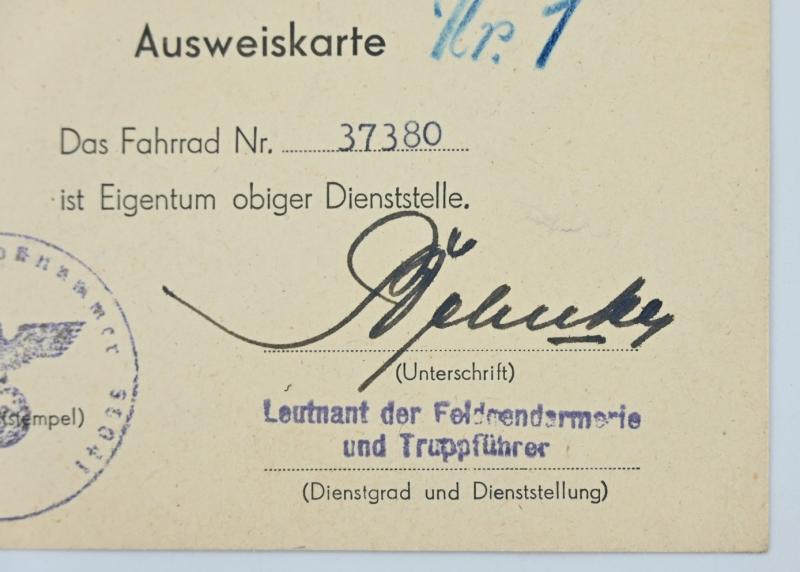 Ausweiskarte Nr. 1
Das Fahrrad Nr. 37380
ist Eigentum obiger Dienststelle.
(Unterschrift)
stempel)
Leutnant der Feldgendarmerie
und Truppführer
(Dienstgrad und Dienststellung)